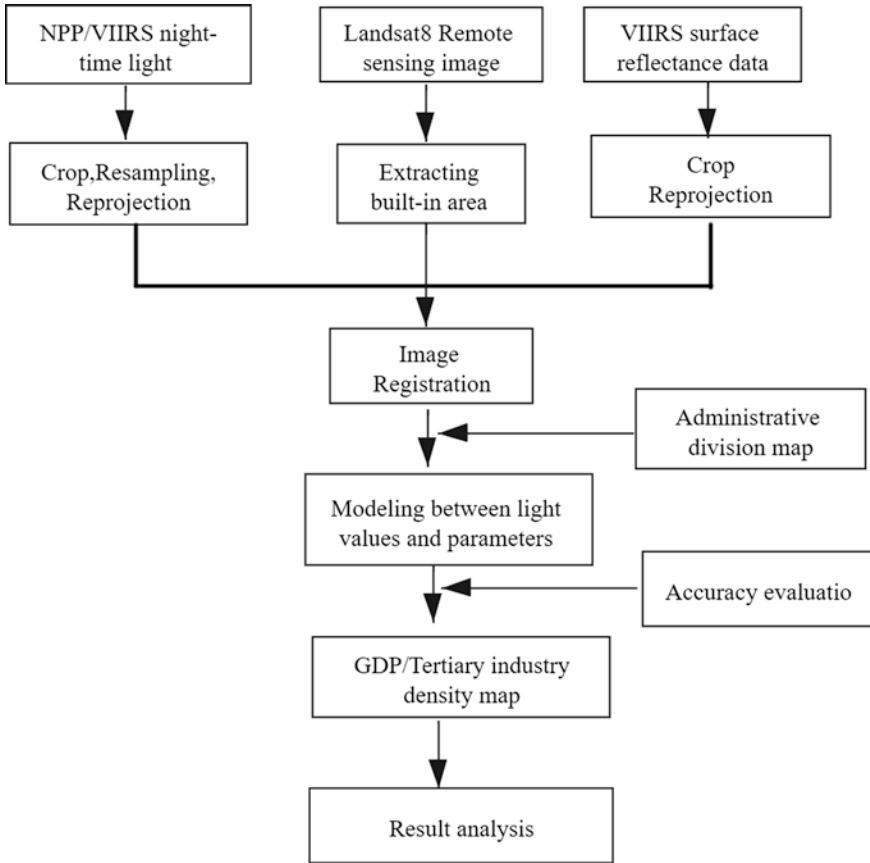 NPP/VIIRS night-
time light
Landsat8 Remote
sensing image
VIIRS surface
reflectance data
Crop,Resampling,
Reprojection
Extracting
built-in area
Crop
Reprojection
Image
Registration
Administrative
division map
Modeling between light
values and parameters
Accuracy evaluatio
GDP/Tertiary industry
density map
Result analysis